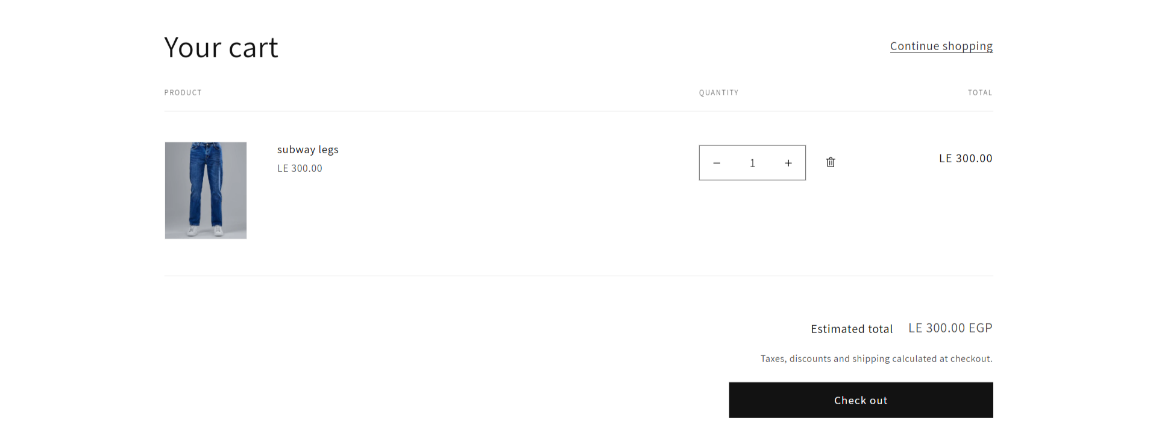 Your cart
Continue shopping
PRODUCT
QUANTITY
TOTAL
subway legs
LE 300.00
1
LE 300.00
Estimated total LE 300.00 EGP
Taxes, discounts and shipping calculated at checkout.
Check out